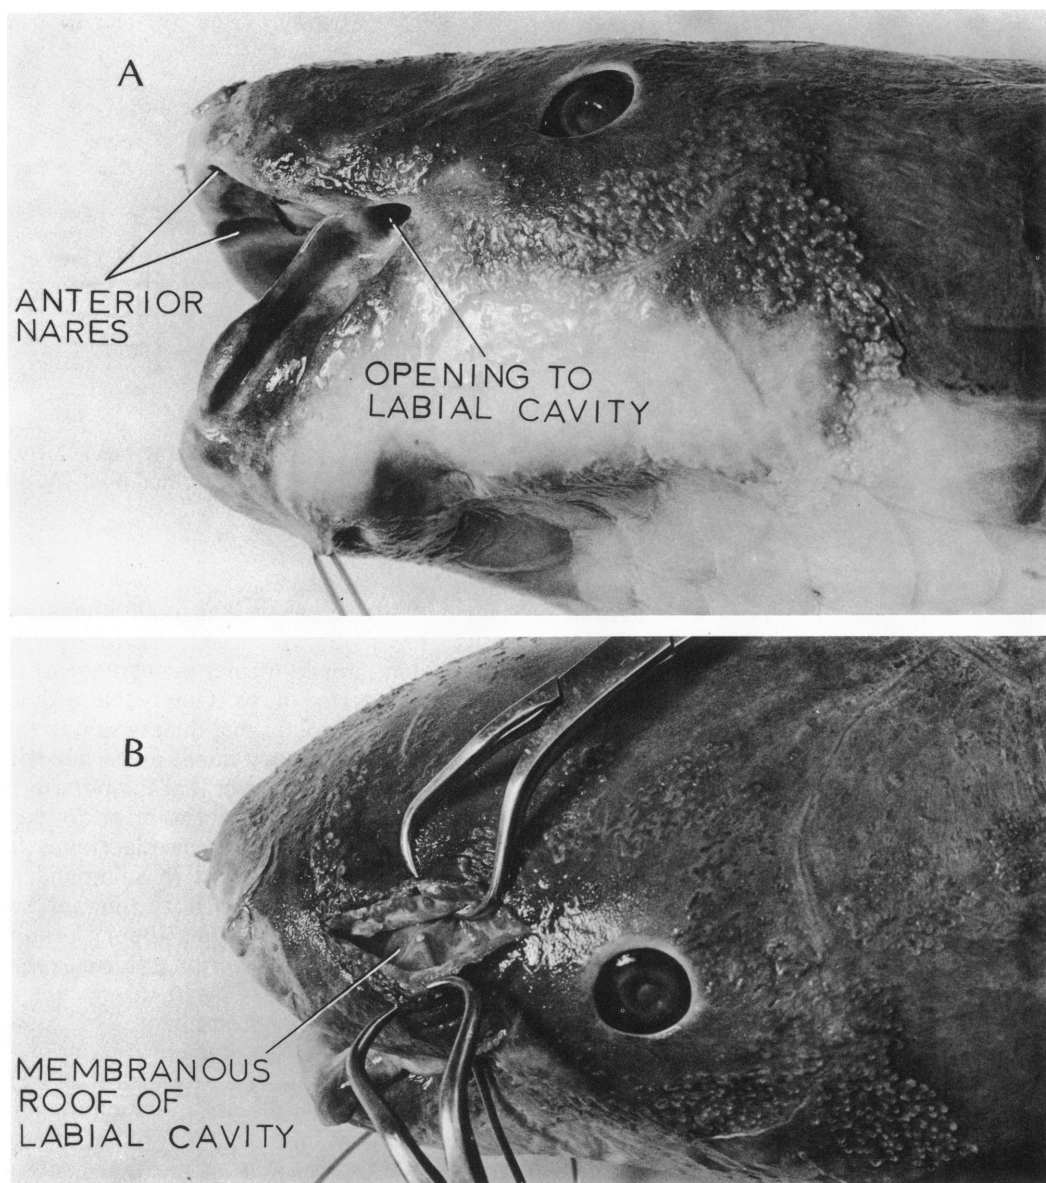 A
ANTERIOR
NARES
OPENING TO
LABIAL CAVITY
B
MEMBRANOUS
ROOF OF
LABIAL CAVITY